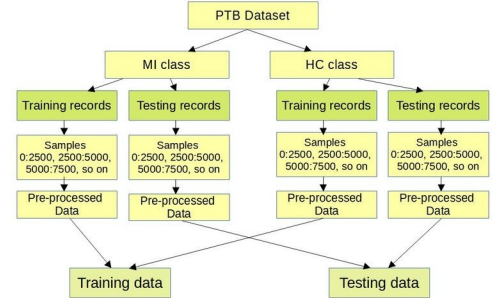 PTB Dataset
MI class
HC class
Training records
Testing records
Training records
Testing records
Samples
0:2500, 2500:5000,
5000:7500, so on
Samples
0:2500, 2500:5000,
5000:7500, so on
Samples
0:2500, 2500:5000,
5000:7500, so on
Samples
0:2500, 2500:5000,
5000:7500, so on
Pre-processed
Data
Pre-processed
Data
Pre-processed
Data
Pre-processed
Data
Training data
Testing data